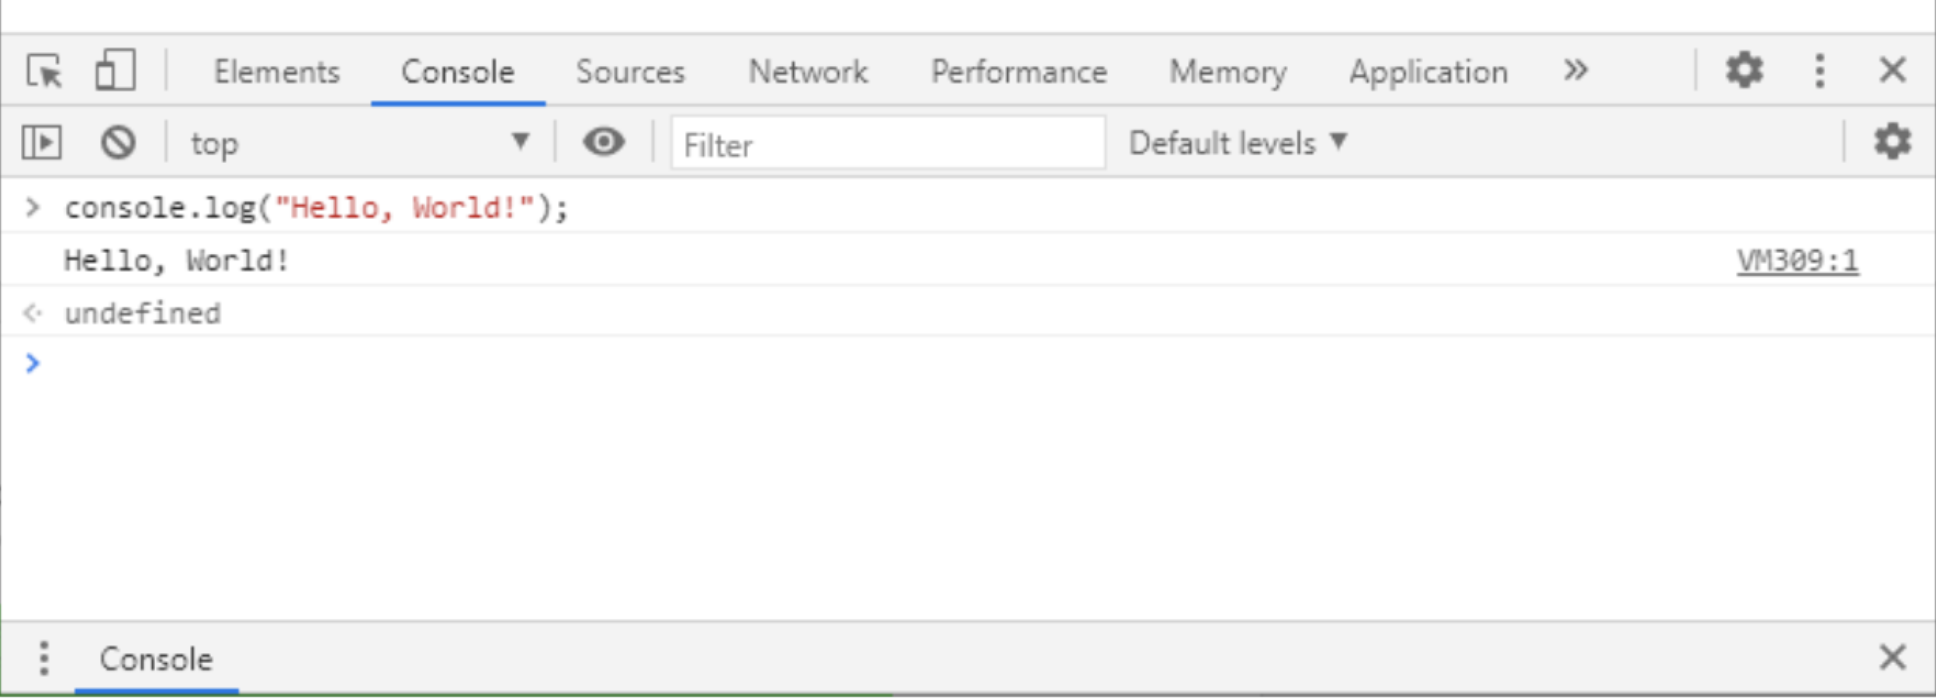 Elements Console Sources Network Performance Memory Application »
top Filter Default levels
> console.log("Hello, World!");
Hello, World! VM309:1
undefined
>
Console